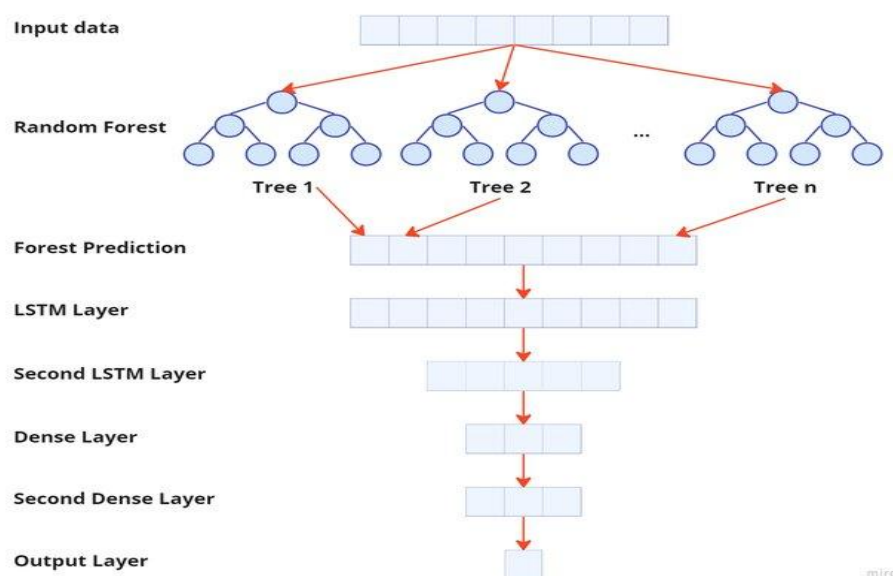 Input data
Random Forest
...
Tree 1
Tree 2
Tree n
Forest Prediction
LSTM Layer
Second LSTM Layer
Dense Layer
Second Dense Layer
Output Layer